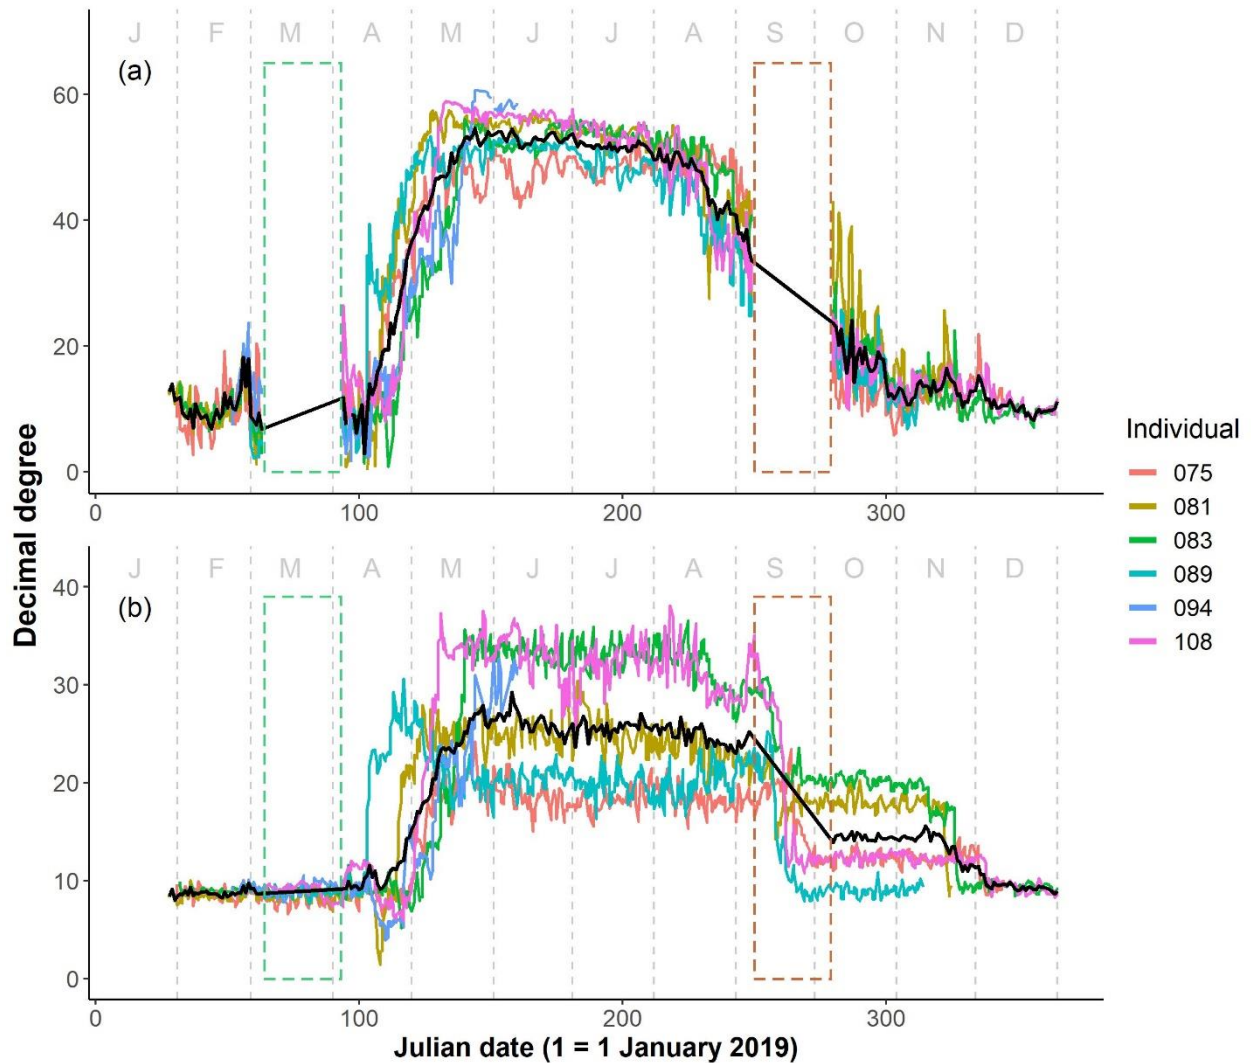 J F M A M J J A S O N D
(a)
60
40
20
0
0 100 200 300
Decimal degree
J F M A M J J A S O N D
(b)
40
30
20
10
0
0 100 200 300
Julian date (1 = 1 January 2019)
Individual
075
081
083
089
094
108